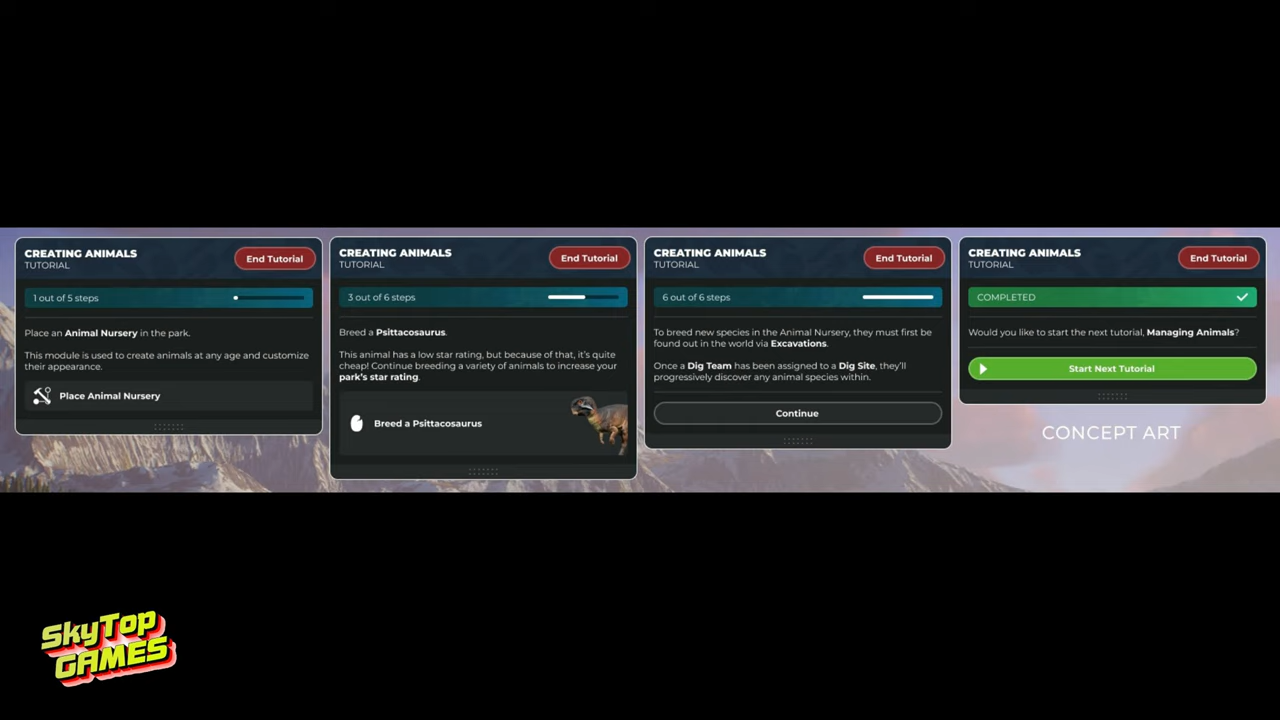 CREATING ANIMALS
TUTORIAL
End Tutorial
1 out of 5 steps
Place an Animal Nursery in the park.
This module is used to create animals at any age and customize
their appearance.
Place Animal Nursery
CREATING ANIMALS
TUTORIAL
End Tutorial
3 out of 6 steps
Breed a Psittacosaurus.
This animal has a low star rating, but because of that, it's quite
cheap! Continue breeding a variety of animals to increase your
park's star rating.
Breed a Psittacosaurus
CREATING ANIMALS
TUTORIAL
End Tutorial
6 out of 6 steps
To breed new species in the Animal Nursery, they must first be
found out in the world via Excavations.
Once a Dig Team has been assigned to a Dig Site, they'll
progressively discover any animal species within.
Continue
CREATING ANIMALS
TUTORIAL
End Tutorial
COMPLETED
Would you like to start the next tutorial, Managing Animals?
Start Next Tutorial
CONCEPT ART
SkyTop
GAMES